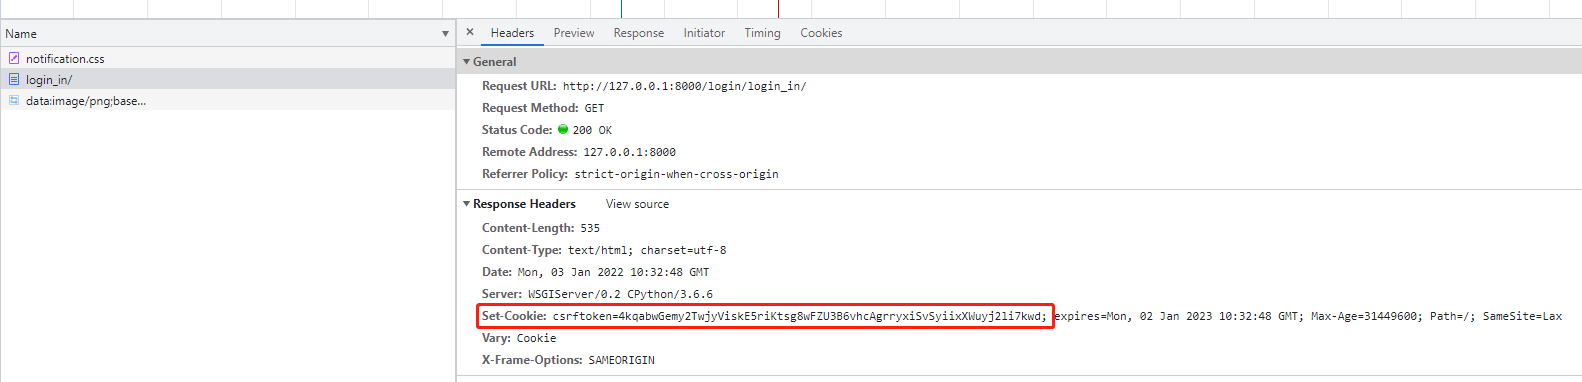 Name
notification.css
login_in/
data:image/png;base...
× Headers Preview Response Initiator Timing Cookies
General
Request URL: http://127.0.0.1:8000/login/login_in/
Request Method: GET
Status Code: 200 OK
Remote Address: 127.0.0.1:8000
Referrer Policy: strict-origin-when-cross-origin
Response Headers View source
Content-Length: 535
Content-Type: text/html; charset=utf-8
Date: Mon, 03 Jan 2022 10:32:48 GMT
Server: WSGIServer/0.2 CPython/3.6.6
Set-Cookie: csrftoken=4kqabwGemy2TwjyViskE5riKtsg8wFZU3B6vhcAgrryxiSvSyiixXWuyj2li7kwd; expires=Mon, 02 Jan 2023 10:32:48 GMT; Max-Age=31449600; Path=/; SameSite=Lax
Vary: Cookie
X-Frame-Options: SAMEORIGIN